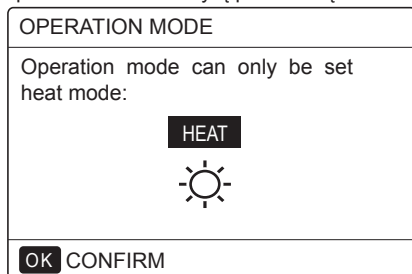 OPERATION MODE
Operation mode can only be set
heat mode:
HEAT
OK CONFIRM